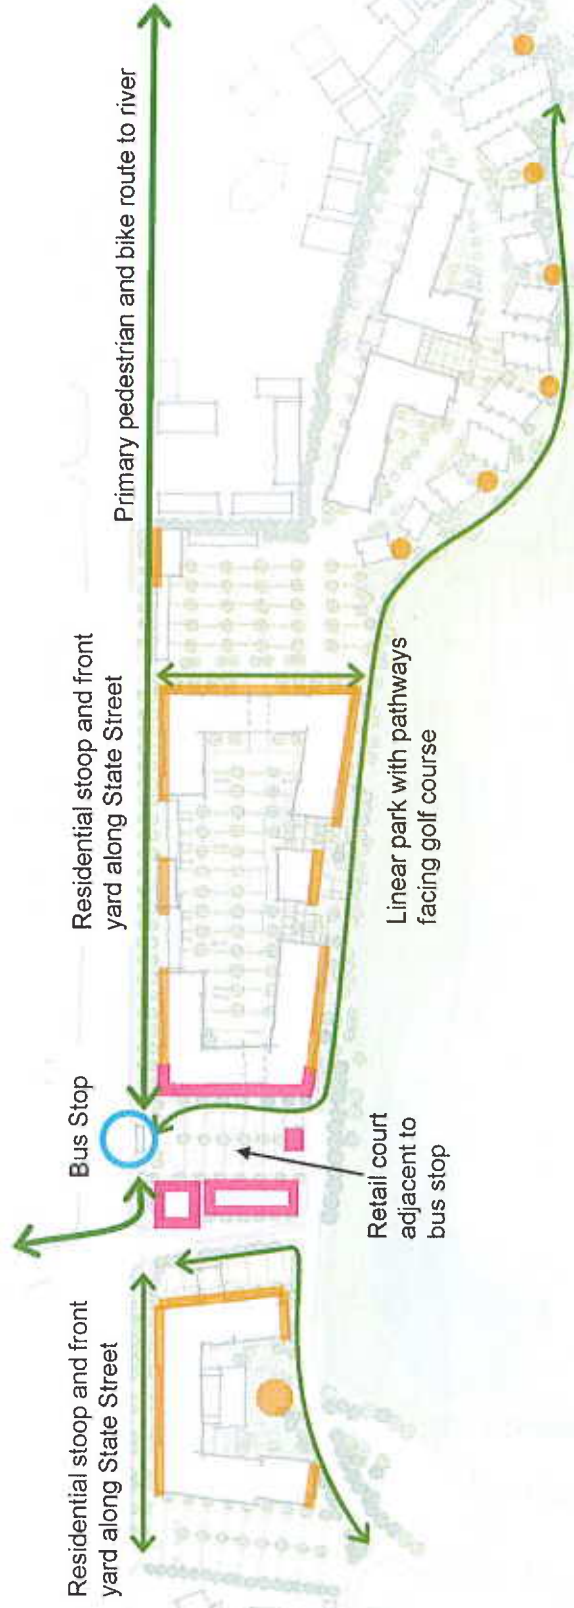 Residential stoop and front
yard along State Street
Bus Stop
Retail court
adjacent to
bus stop
Residential stoop and front
yard along State Street
Linear park with pathways
facing golf course
Primary pedestrian and bike route to river